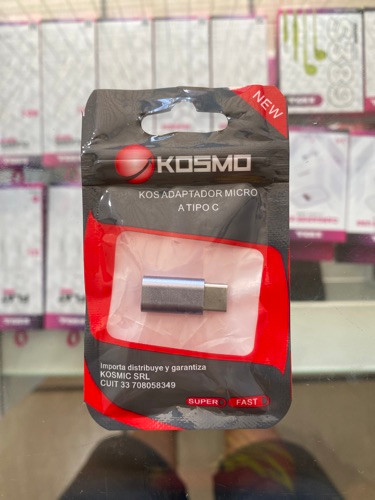 NEW
KOSMO
KOS ADAPTADOR MICRO
A TIPO C
Importa distribuye y garantiza
KOSMIC SRL
CUIT 33 708058349
SUPER FAST